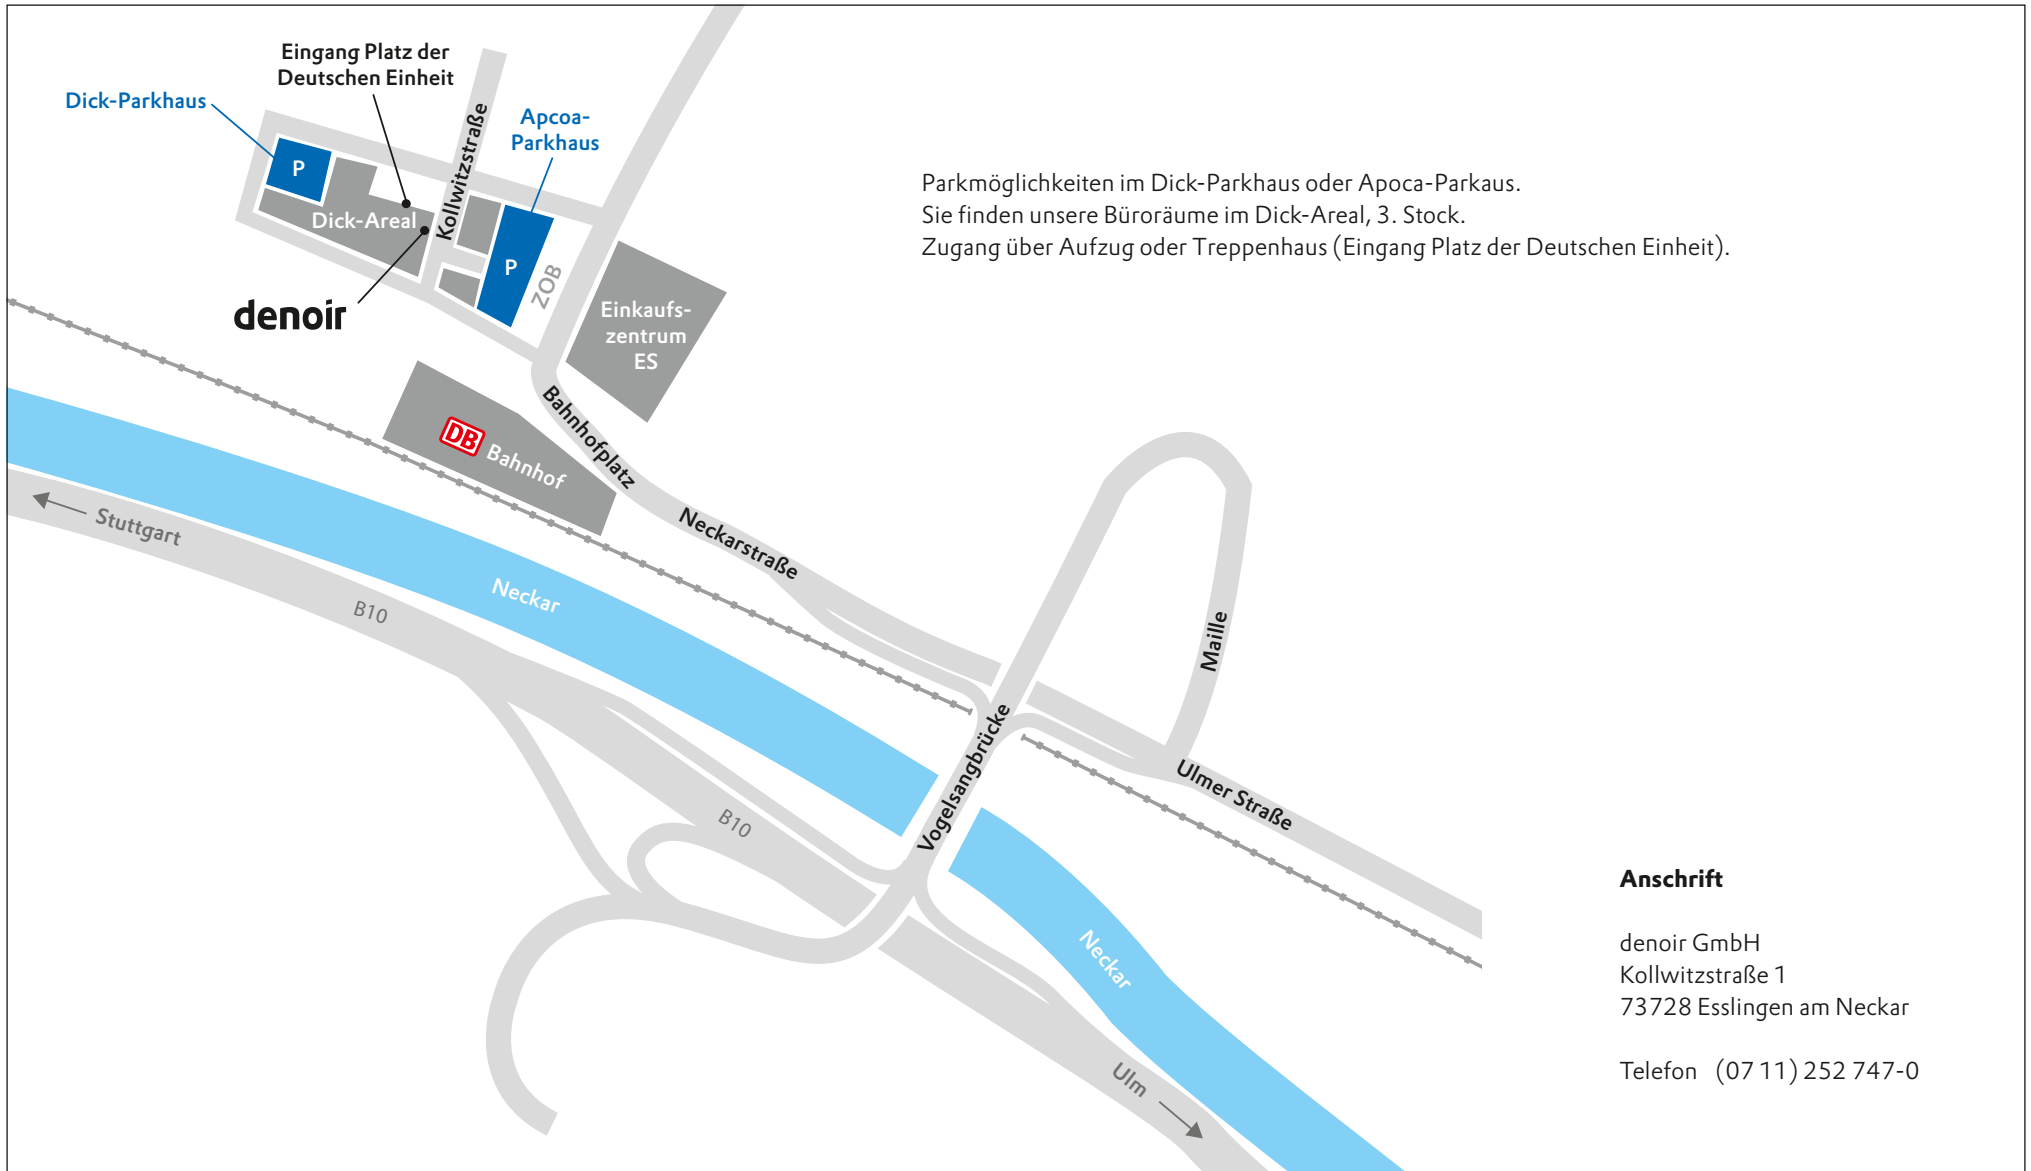 Eingang Platz der
Deutschen Einheit
Dick-Parkhaus
Apcoa-
Parkhaus
Kollwitzstraße
P
Dick-Areal
P
ZOB
denoir
Einkaufs-
zentrum
ES
Parkmöglichkeiten im Dick-Parkhaus oder Apoca-Parkaus.
Sie finden unsere Büroräume im Dick-Areal, 3. Stock.
Zugang über Aufzug oder Treppenhaus (Eingang Platz der Deutschen Einheit).
Bahnhofplatz
DB Bahnhof
Neckarstraße
Stuttgart
B10
Neckar
Maille
Vogelsangbrücke
Ulmer Straße
B10
Neckar
Ulm
Anschrift
denoir GmbH
Kollwitzstraße 1
73728 Esslingen am Neckar
Telefon (07 11) 252 747-0